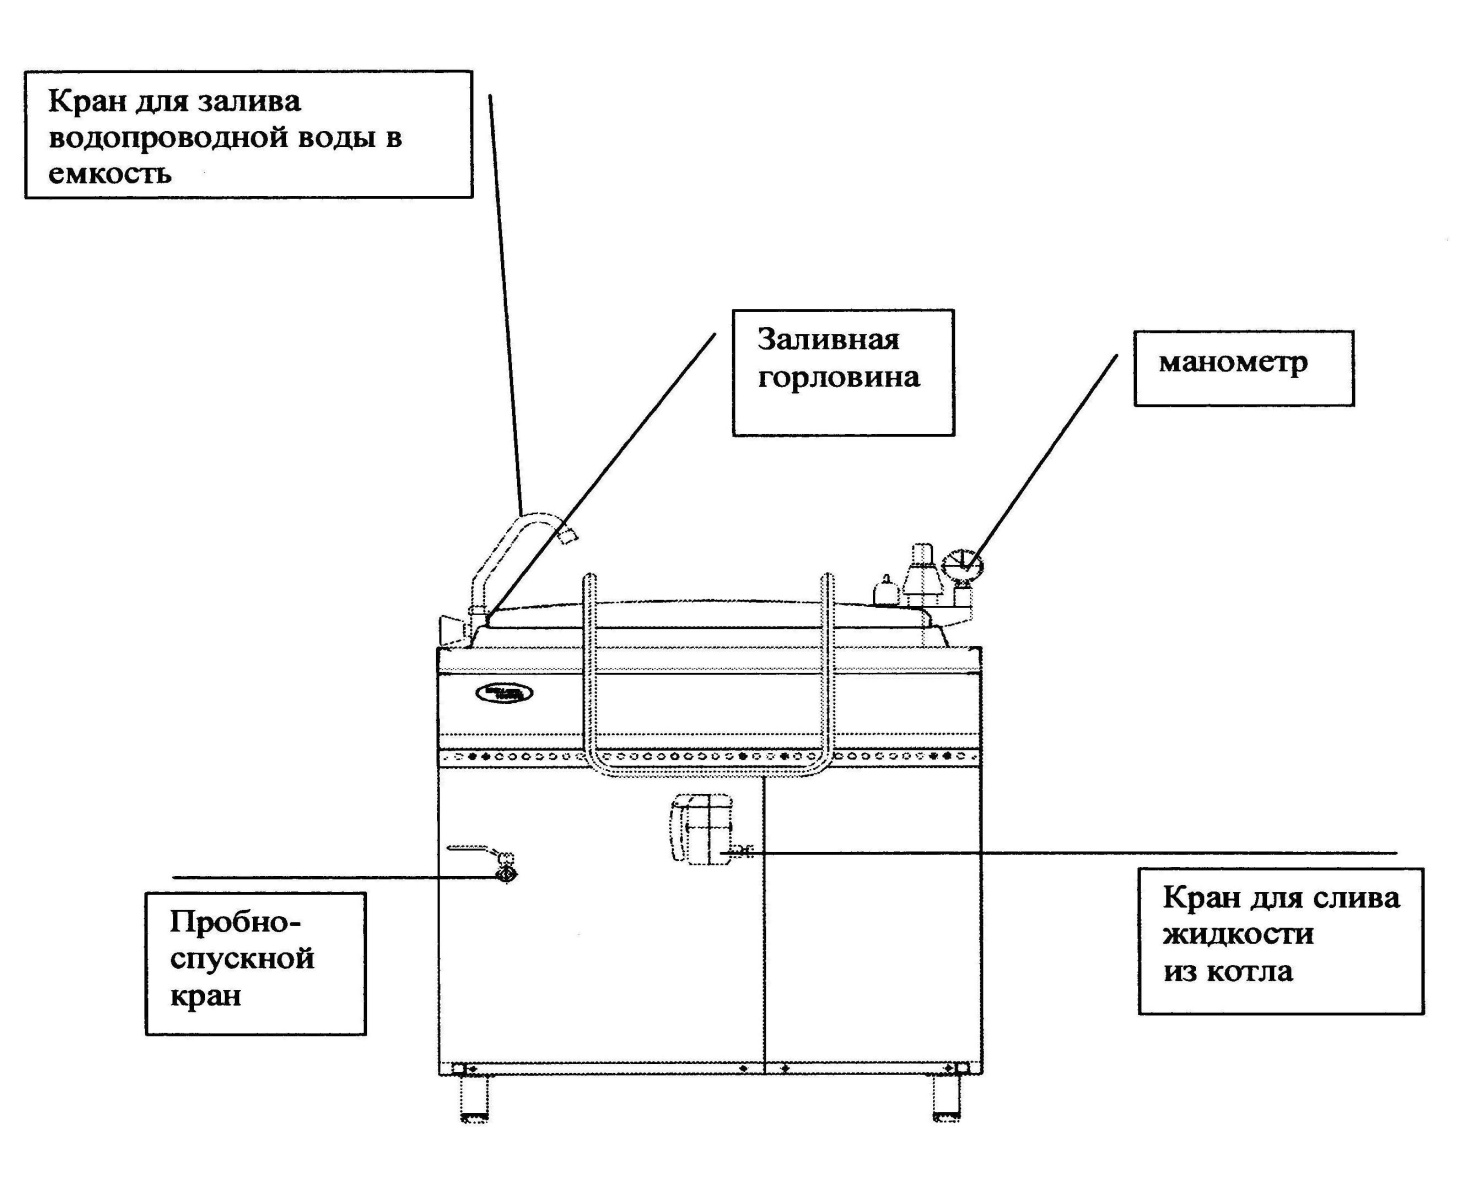 Кран для залива
водопроводной воды в
емкость
Заливная
горловина
манометр
Пробно-
спускной
кран
Кран для слива
жидкости
из котла